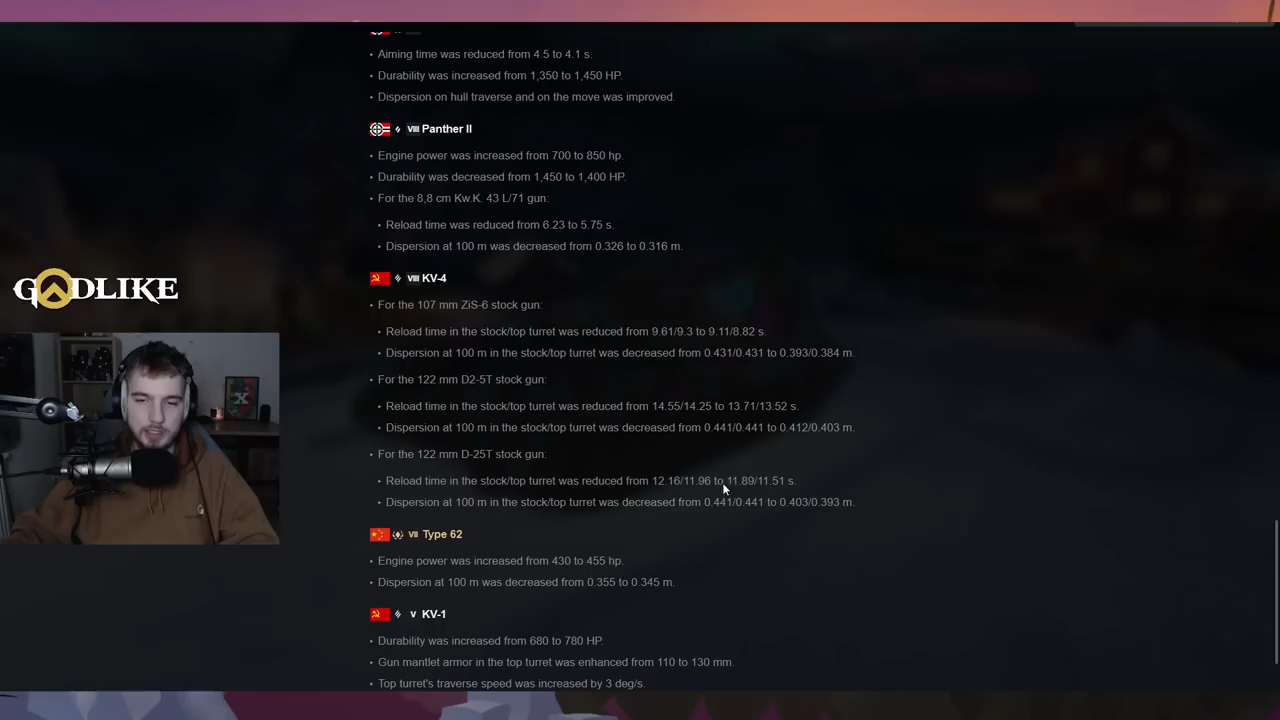 Aiming time was reduced from 4.5 to 4.1 s.
Durability was increased from 1,350 to 1,450 HP.
Dispersion on hull traverse and on the move was improved.
VIII Panther II
Engine power was increased from 700 to 850 hp.
Durability was decreased from 1,450 to 1,400 HP.
For the 8,8 cm Kw.K. 43 L/71 gun:
Reload time was reduced from 6.23 to 5.75 s.
Dispersion at 100 m was decreased from 0.326 to 0.316 m.
GODLIKE
VIII KV-4
For the 107 mm ZiS-6 stock gun:
Reload time in the stock/top turret was reduced from 9.61/9.3 to 9.11/8.82 s.
Dispersion at 100 m in the stock/top turret was decreased from 0.431/0.431 to 0.393/0.384 m.
For the 122 mm D2-5T stock gun:
Reload time in the stock/top turret was reduced from 14.55/14.25 to 13.71/13.52 s.
Dispersion at 100 m in the stock/top turret was decreased from 0.441/0.441 to 0.412/0.403 m.
For the 122 mm D-25T stock gun:
Reload time in the stock/top turret was reduced from 12.16/11.96 to 11.89/11.51 s.
Dispersion at 100 m in the stock/top turret was decreased from 0.441/0.441 to 0.403/0.393 m.
VII Type 62
Engine power was increased from 430 to 455 hp.
Dispersion at 100 m was decreased from 0.355 to 0.345 m.
V KV-1
Durability was increased from 680 to 780 HP.
Gun mantlet armor in the top turret was enhanced from 110 to 130 mm.
Top turret's traverse speed was increased by 3 deg/s.